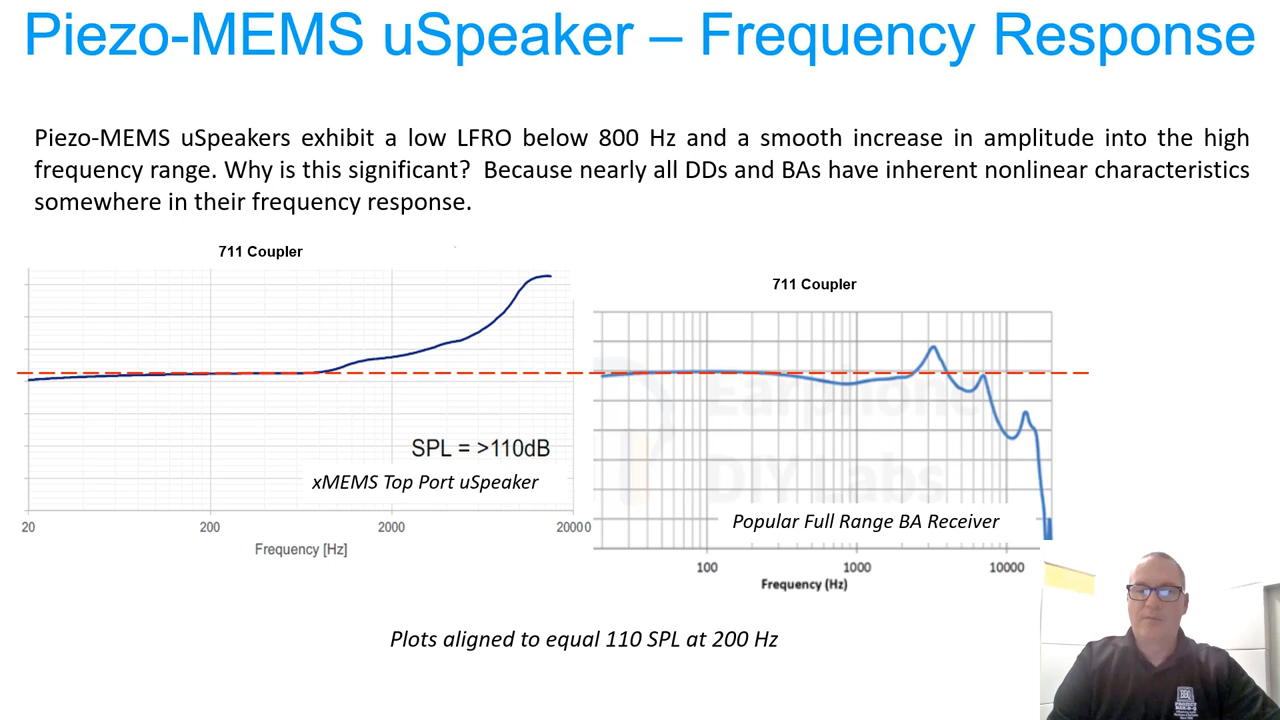 Piezo-MEMS uSpeaker – Frequency Response
Piezo-MEMS uSpeakers exhibit a low LFRO below 800 Hz and a smooth increase in amplitude into the high
frequency range. Why is this significant?  Because nearly all DDs and BAs have inherent nonlinear characteristics
somewhere in their frequency response.
711 Coupler
SPL = >110dB
xMEMS Top Port uSpeaker
20 200 2000 20000
Frequency [Hz]
711 Coupler
Earphone
DIY Labs
Popular Full Range BA Receiver
100 1000 10000
Frequency (Hz)
Plots aligned to equal 110 SPL at 200 Hz
BBQ